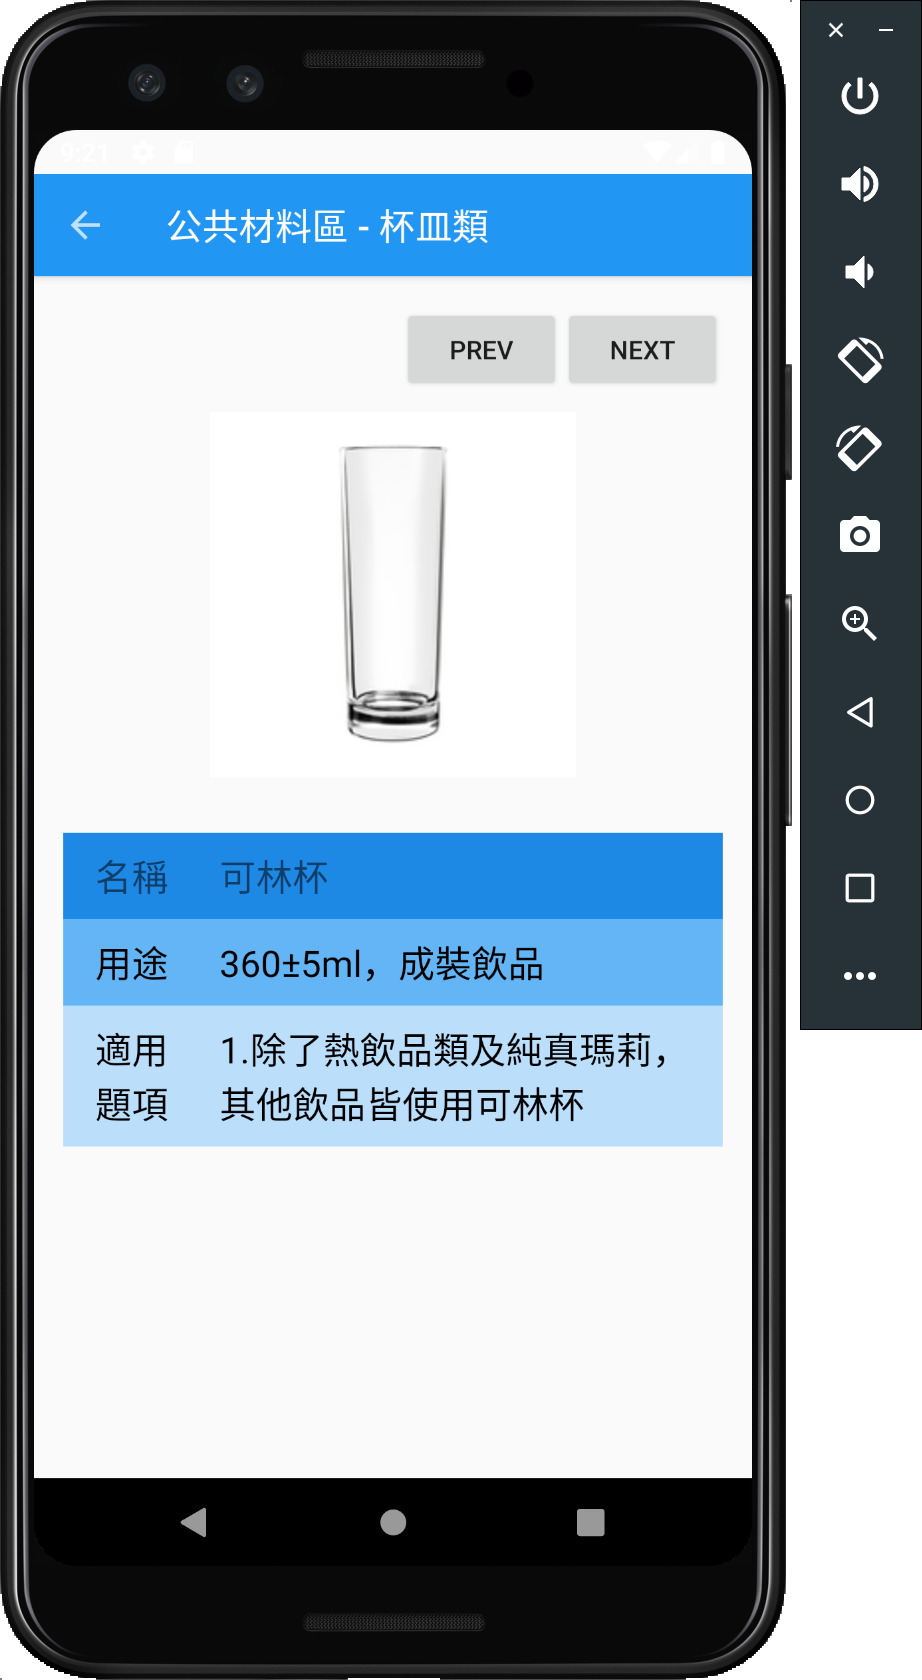 9:21
公共材料區 - 杯皿類
PREV NEXT
名稱 可林杯
用途 360±5ml，成裝飲品
適用 1.除了熱飲品類及純真瑪莉，
題項 其他飲品皆使用可林杯